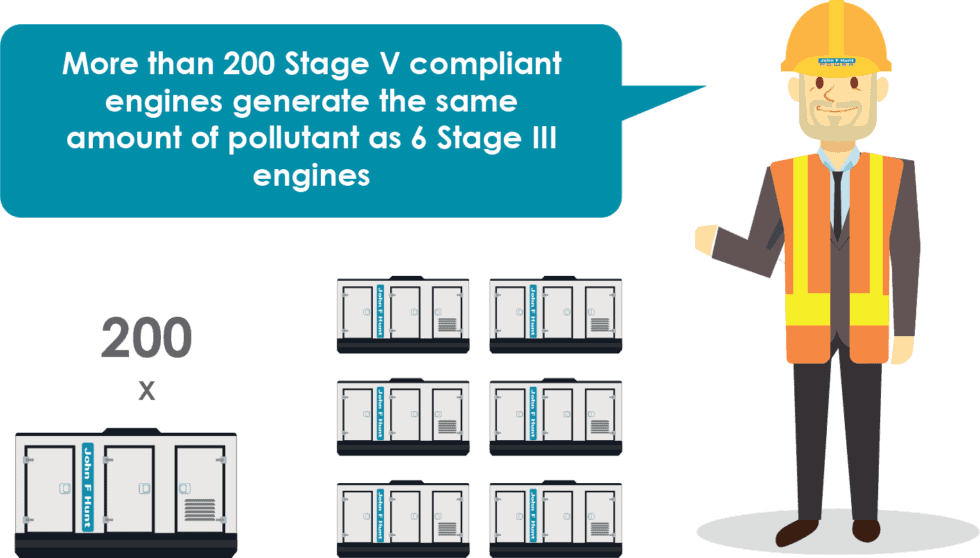 More than 200 Stage V compliant
engines generate the same
amount of pollutant as 6 Stage III
engines
John F Hunt
POWER
200
x
John F Hunt
John F Hunt
John F Hunt
John F Hunt
John F Hunt
John F Hunt
John F Hunt